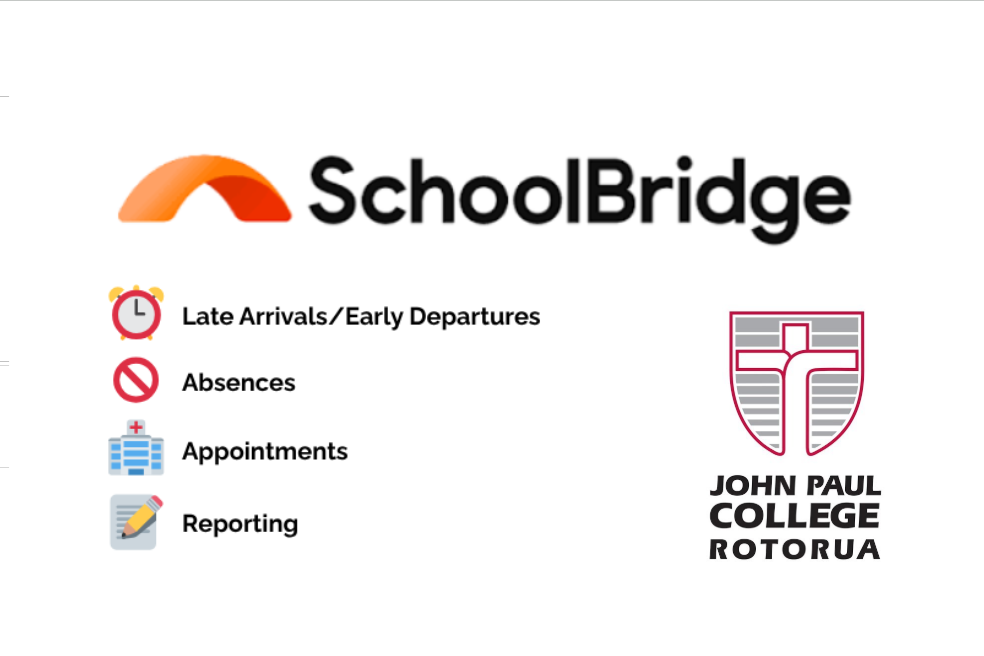 SchoolBridge
Late Arrivals/Early Departures
Absences
Appointments
Reporting
JOHN PAUL
COLLEGE
ROTORUA